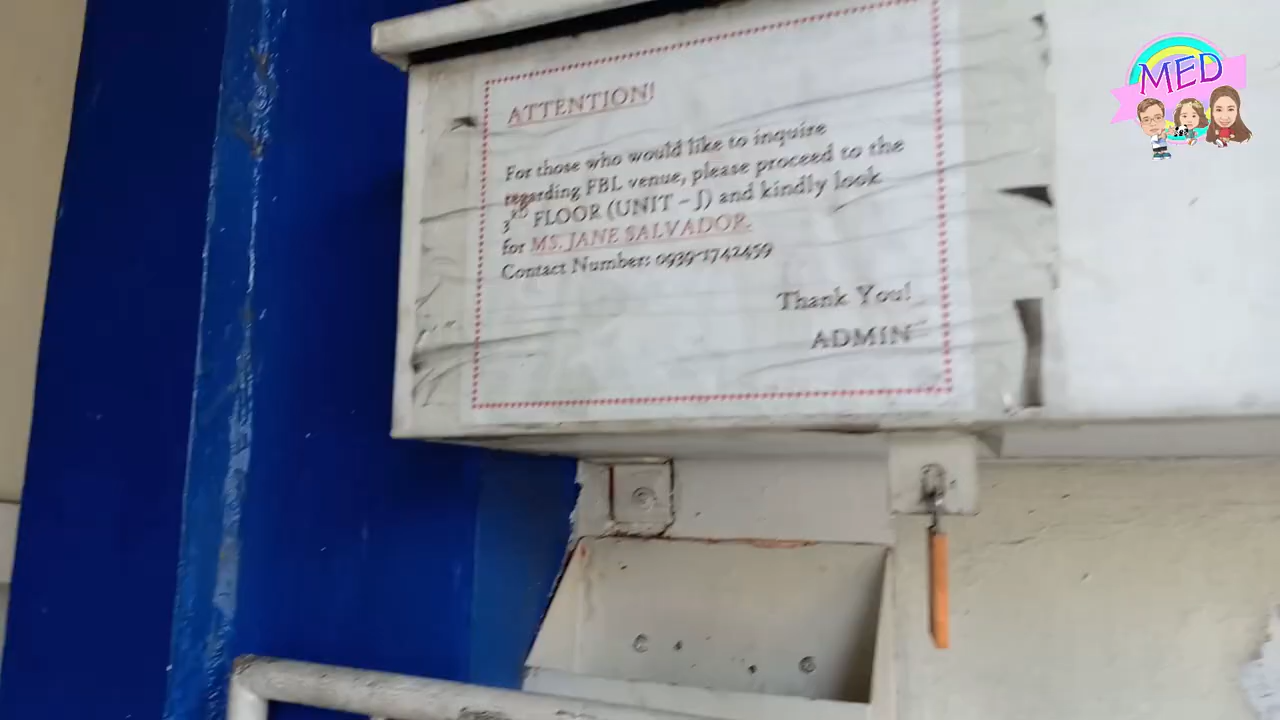 ATTENTION!
For those who would like to inquire
regarding FBL venue, please proceed to the
3RD FLOOR (UNIT – J) and kindly look
for MS. JANE SALVADOR.
Contact Number: 0939-1742459
Thank You!
ADMIN
MED